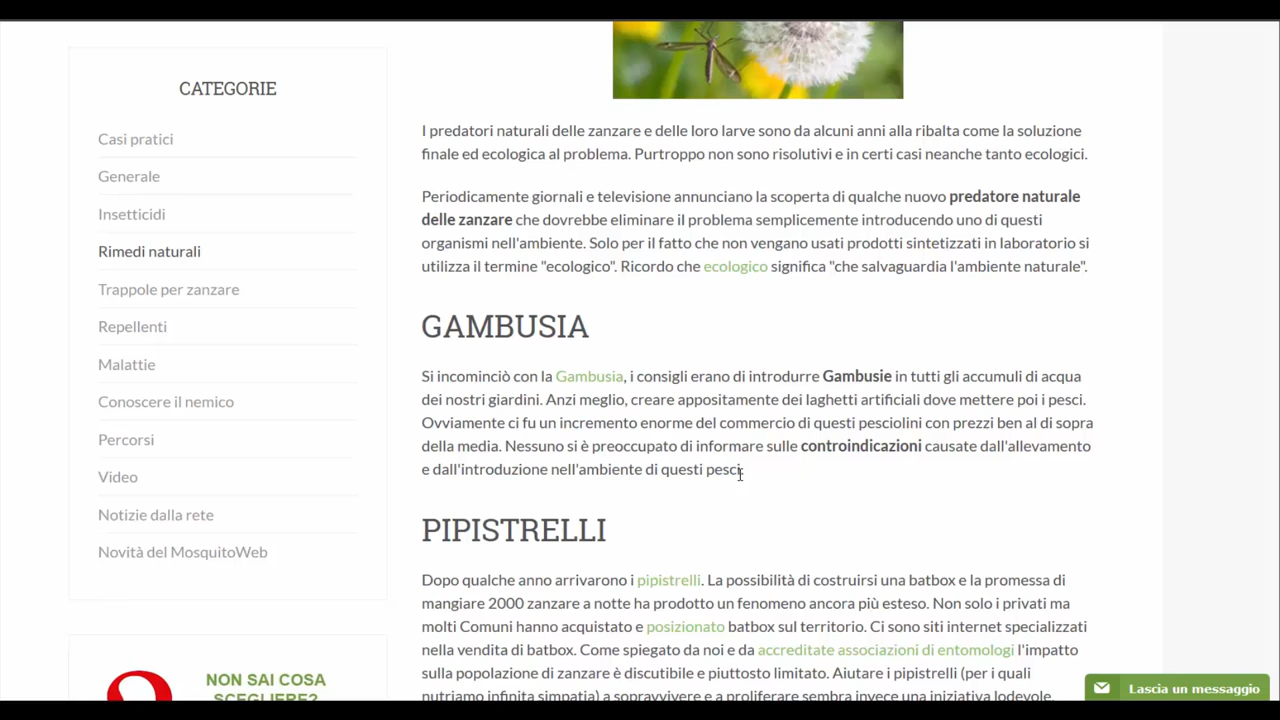 CATEGORIE
Casi pratici
Generale
Insetticidi
Rimedi naturali
Trappole per zanzare
Repellenti
Malattie
Conoscere il nemico
Percorsi
Video
Notizie dalla rete
Novità del MosquitoWeb
NON SAI COSA
SCEGLIERE?
I predatori naturali delle zanzare e delle loro larve sono da alcuni anni alla ribalta come la soluzione
finale ed ecologica al problema. Purtroppo non sono risolutivi e in certi casi neanche tanto ecologici.
Periodicamente giornali e televisione annunciano la scoperta di qualche nuovo predatore naturale
delle zanzare che dovrebbe eliminare il problema semplicemente introducendo uno di questi
organismi nell'ambiente. Solo per il fatto che non vengano usati prodotti sintetizzati in laboratorio si
utilizza il termine "ecologico". Ricordo che ecologico significa "che salvaguardia l'ambiente naturale".
GAMBUSIA
Si incominciò con la Gambusia, i consigli erano di introdurre Gambusie in tutti gli accumuli di acqua
dei nostri giardini. Anzi meglio, creare appositamente dei laghetti artificiali dove mettere poi i pesci.
Ovviamente ci fu un incremento enorme del commercio di questi pesciolini con prezzi ben al di sopra
della media. Nessuno si è preoccupato di informare sulle controindicazioni causate dall'allevamento
e dall'introduzione nell'ambiente di questi pesci.
PIPISTRELLI
Dopo qualche anno arrivarono i pipistrelli. La possibilità di costruirsi una batbox e la promessa di
mangiare 2000 zanzare a notte ha prodotto un fenomeno ancora più esteso. Non solo i privati ma
molti Comuni hanno acquistato e posizionato batbox sul territorio. Ci sono siti internet specializzati
nella vendita di batbox. Come spiegato da noi e da accreditate associazioni di entomologi l'impatto
sulla popolazione di zanzare è discutibile e piuttosto limitato. Aiutare i pipistrelli (per i quali
nutriamo infinita simpatia) a sopravvivere e a proliferare sembra invece una iniziativa lodevole.
Lascia un messaggio